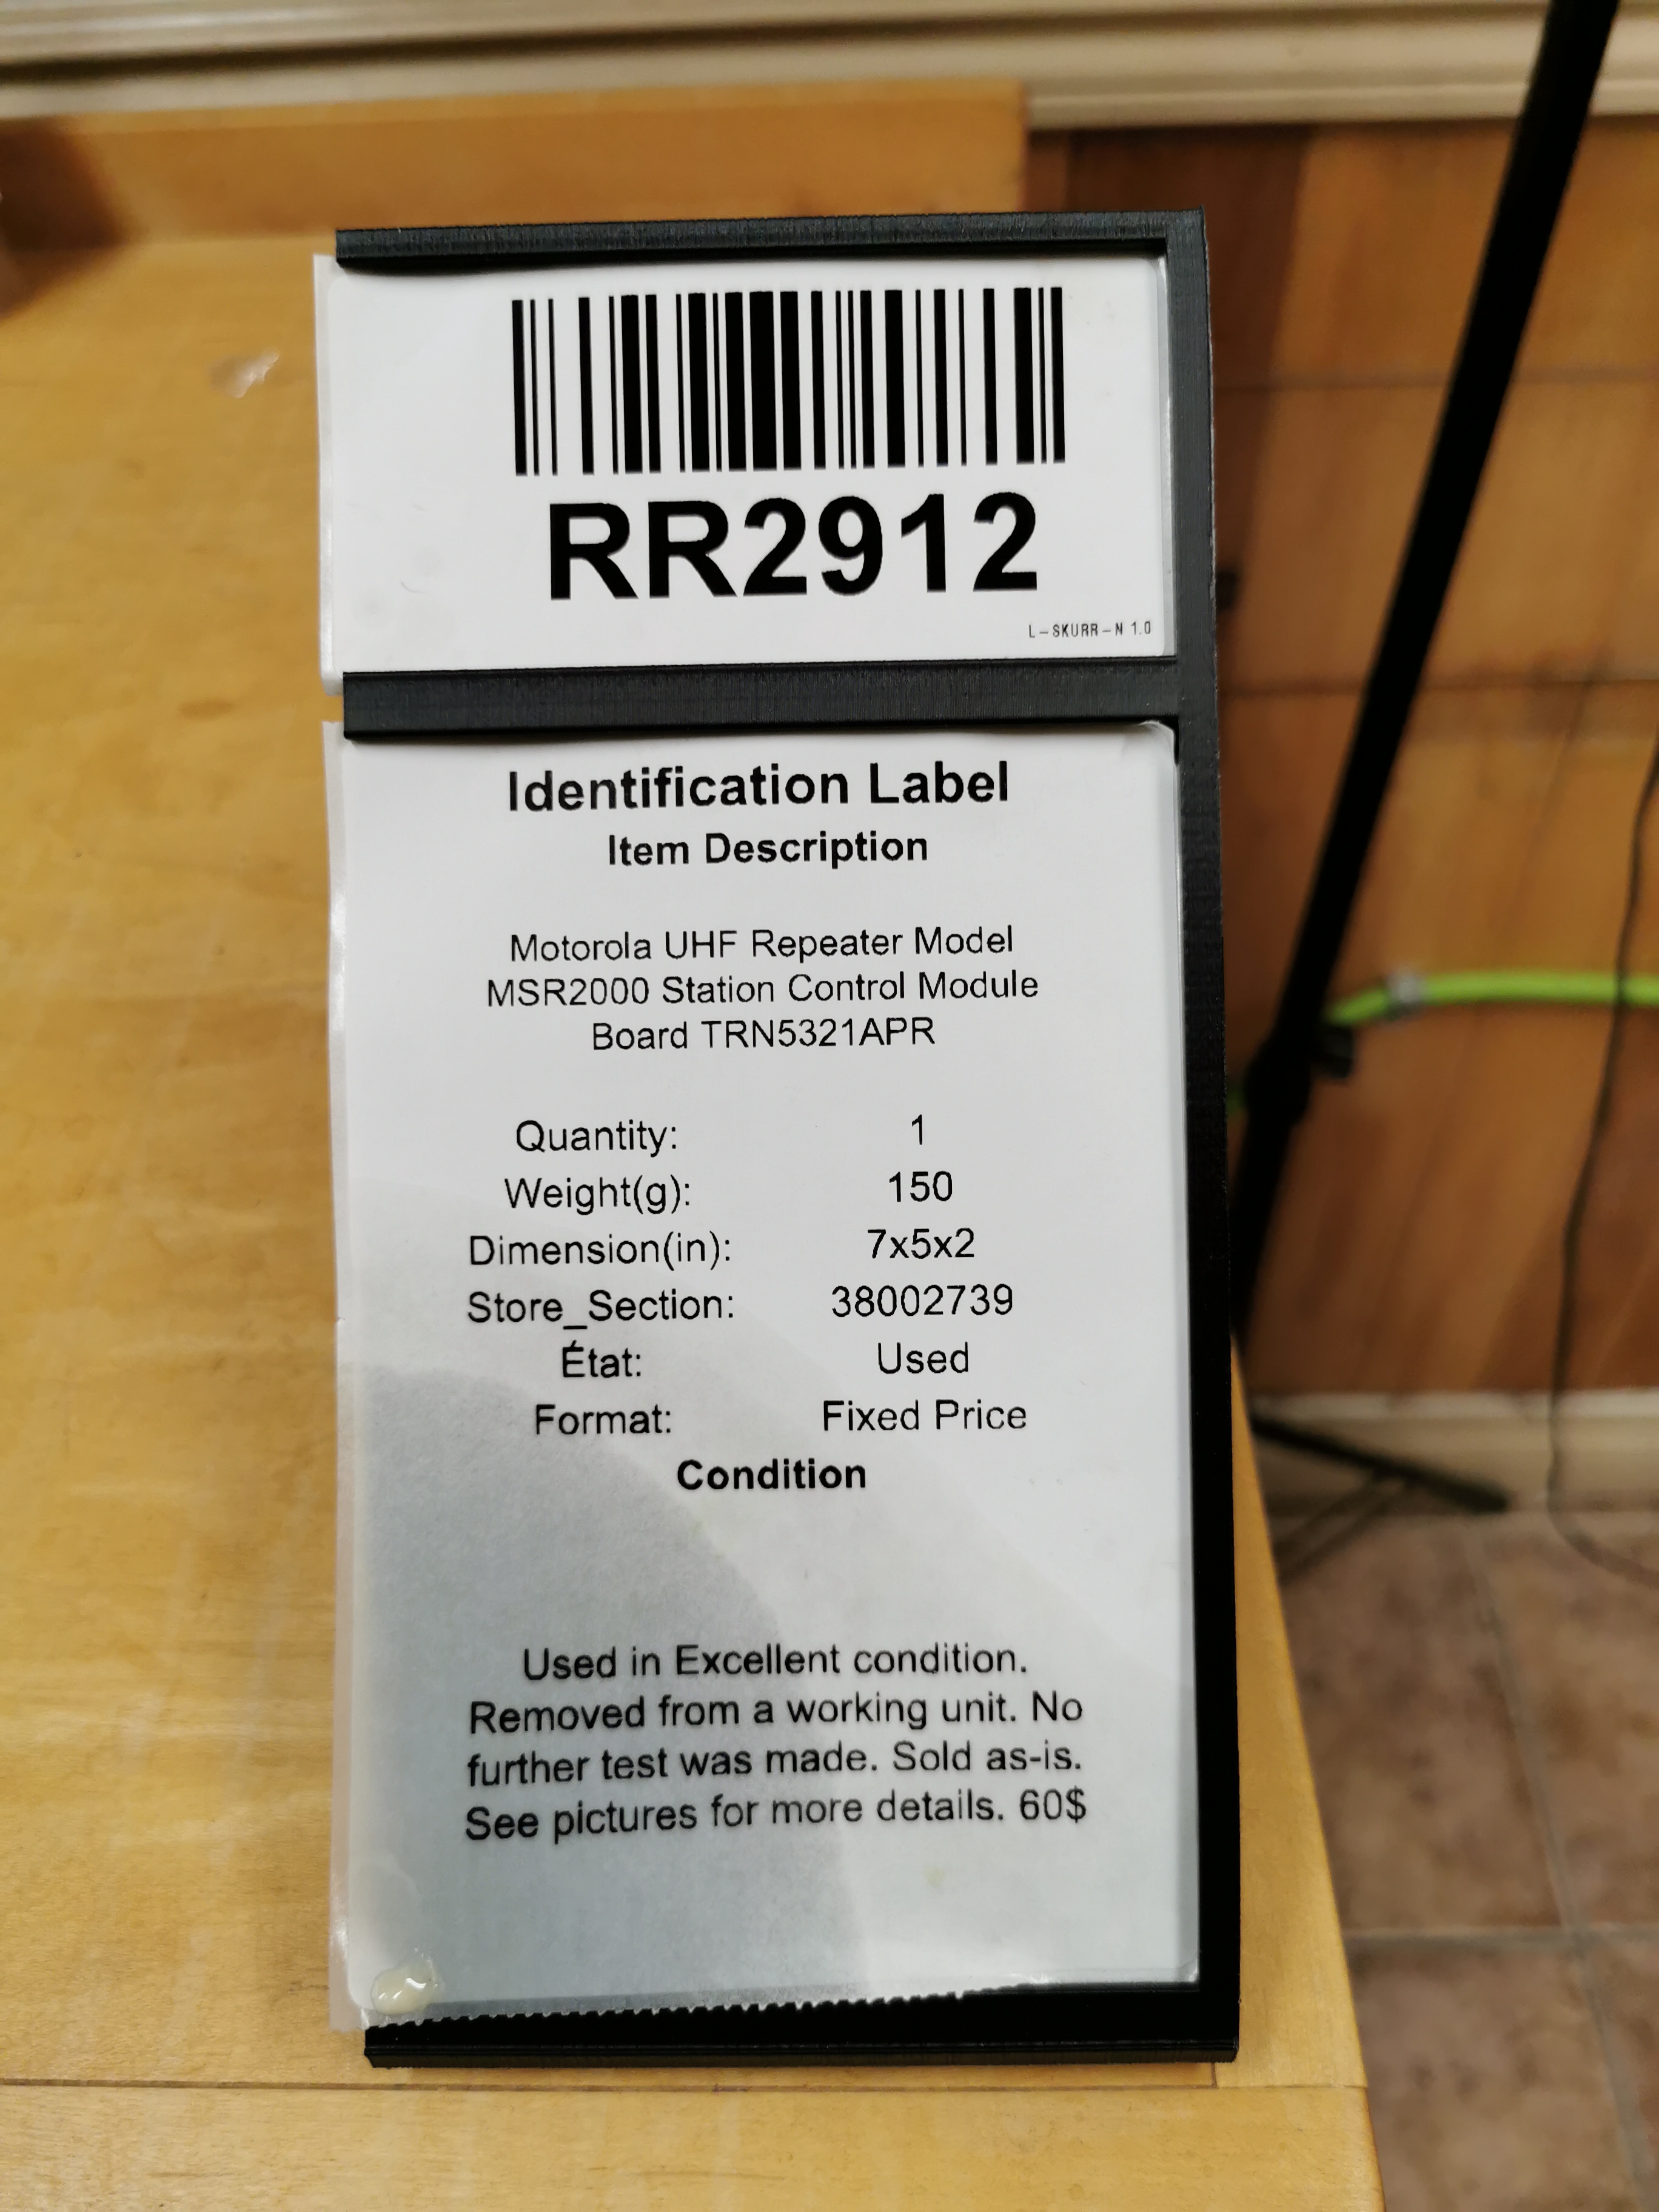 RR2912
L-SKURR-N 1.0
Identification Label
Item Description
Motorola UHF Repeater Model
MSR2000 Station Control Module
Board TRN5321APR
Quantity: 1
Weight(g): 150
Dimension(in): 7x5x2
Store_Section: 38002739
État: Used
Format: Fixed Price
Condition
Used in Excellent condition.
Removed from a working unit. No
further test was made. Sold as-is.
See pictures for more details. 60$